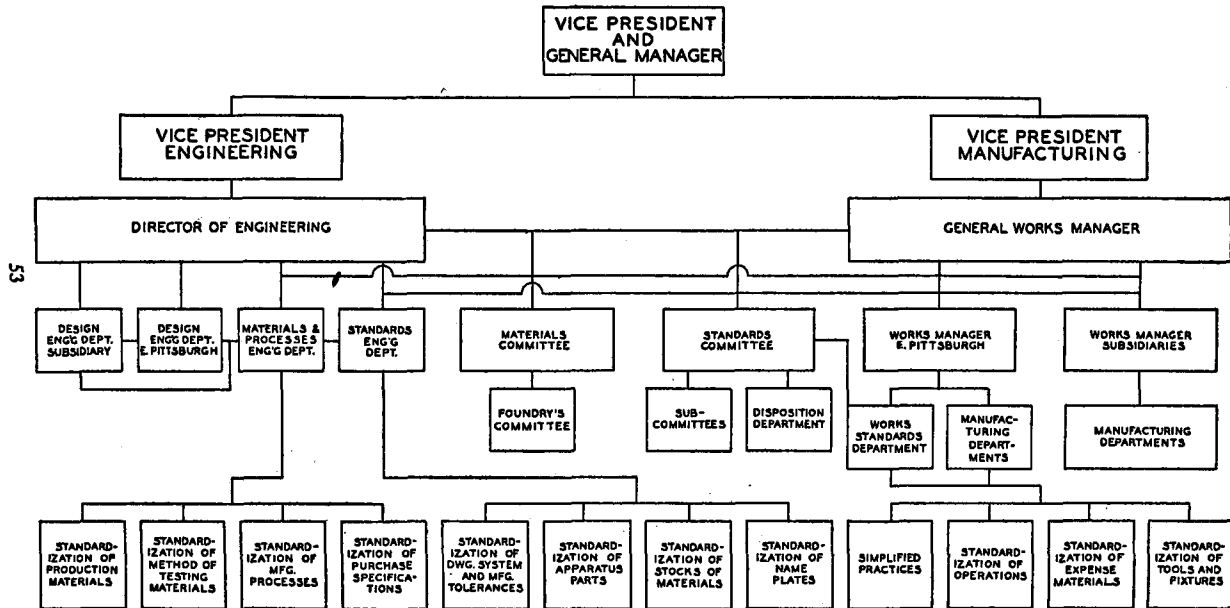 VICE PRESIDENT
AND
GENERAL MANAGER
VICE PRESIDENT
ENGINEERING
VICE PRESIDENT
MANUFACTURING
DIRECTOR OF ENGINEERING
GENERAL WORKS MANAGER
53
DESIGN
ENG'G DEPT.
SUBSIDIARY
DESIGN
ENG'G DEPT.
E. PITTSBURGH
MATERIALS &
PROCESSES
ENG'G DEPT.
STANDARDS
ENG'G
DEPT.
MATERIALS
COMMITTEE
STANDARDS
COMMITTEE
WORKS MANAGER
E. PITTSBURGH
WORKS MANAGER
SUBSIDIARIES
FOUNDRY'S
COMMITTEE
SUB-
COMMITTEES
DISPOSITION
DEPARTMENT
WORKS
STANDARDS
DEPARTMENT
MANUFAC-
TURING
DEPART-
MENTS
MANUFACTURING
DEPARTMENTS
STANDARD-
IZATION OF
PRODUCTION
MATERIALS
STANDARD-
IZATION OF
METHOD OF
TESTING
MATERIALS
STANDARD-
IZATION OF
MFG.
PROCESSES
STANDARD-
IZATION OF
PURCHASE
SPECIFICA-
TIONS
STANDARD-
IZATION OF
DWG. SYSTEM
AND MFG.
TOLERANCES
STANDARD-
IZATION OF
APPARATUS
PARTS
STANDARD-
IZATION OF
STOCKS OF
MATERIALS
STANDARD-
IZATION OF
NAME
PLATES
SIMPLIFIED
PRACTICES
STANDARD-
IZATION OF
OPERATIONS
STANDARD-
IZATION OF
EXPENSE
MATERIALS
STANDARD-
IZATION OF
TOOLS AND
FIXTURES